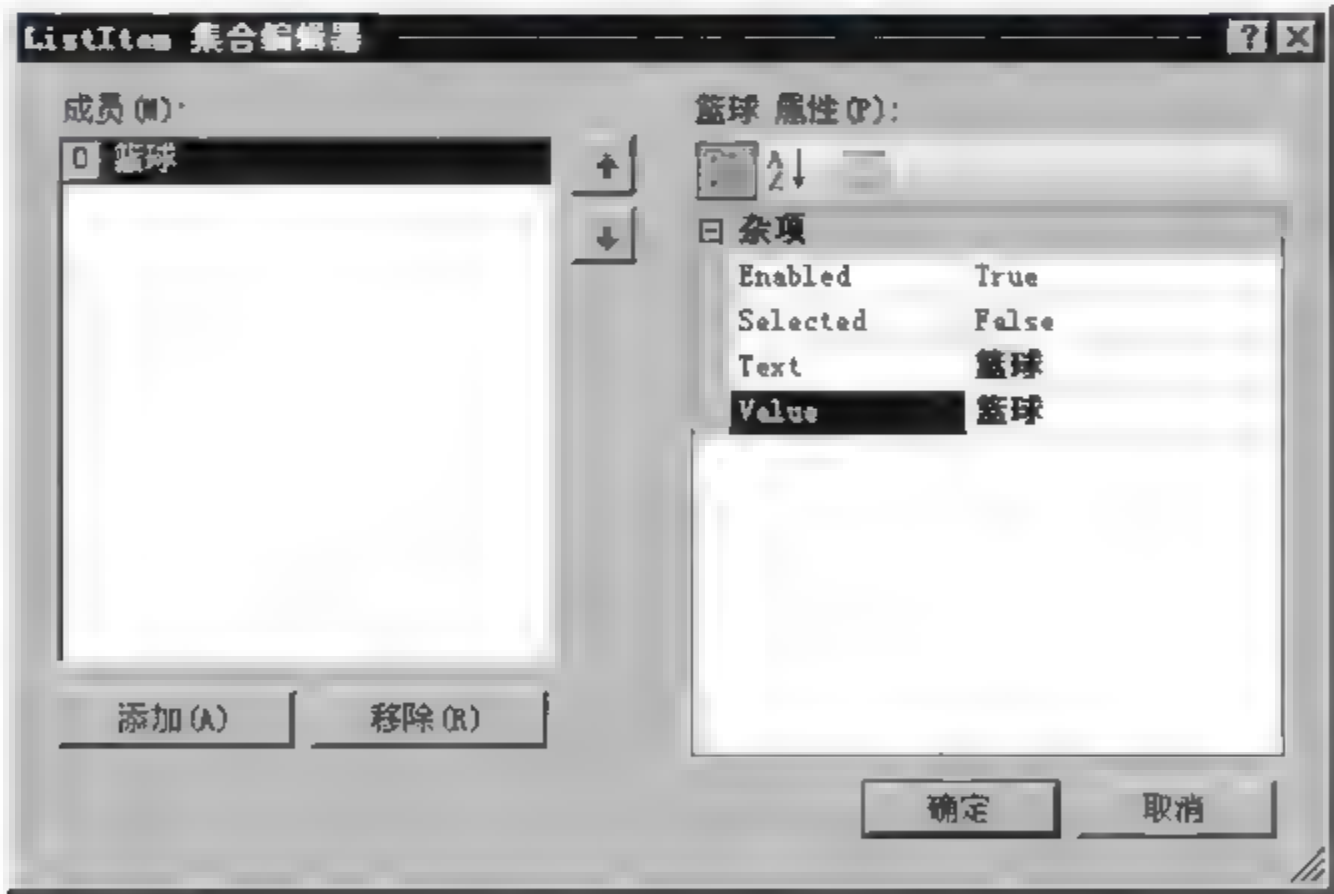 ListItem 集合编辑器
成员(M):
0 篮球
添加(A)
移除(R)
篮球 属性(P):
杂项
Enabled True
Selected False
Text 篮球
Value 篮球
确定
取消